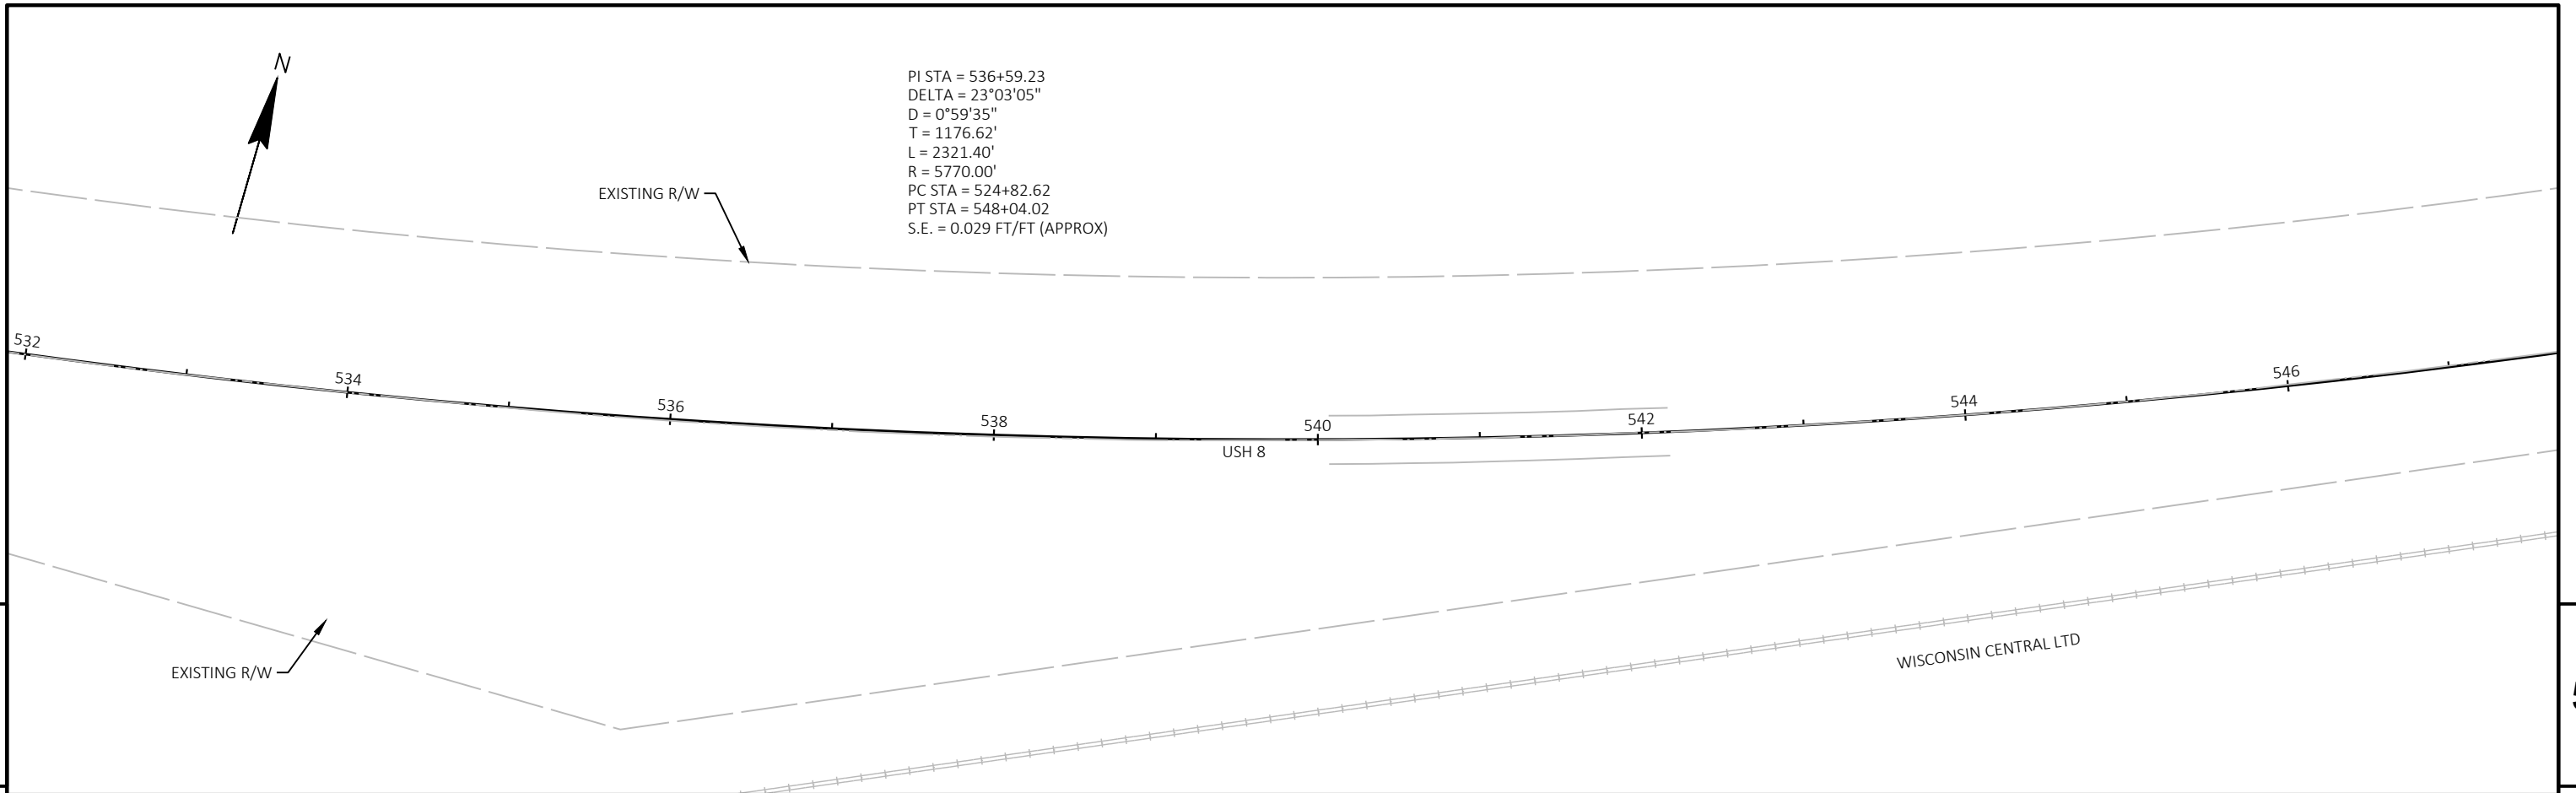 N
PI STA = 536+59.23
DELTA = 23°03'05"
D = 0°59'35"
T = 1176.62'
L = 2321.40'
R = 5770.00'
PC STA = 524+82.62
PT STA = 548+04.02
S.E. = 0.029 FT/FT (APPROX)
EXISTING R/W
532
534
536
538
540
542
544
546
USH 8
EXISTING R/W
WISCONSIN CENTRAL LTD